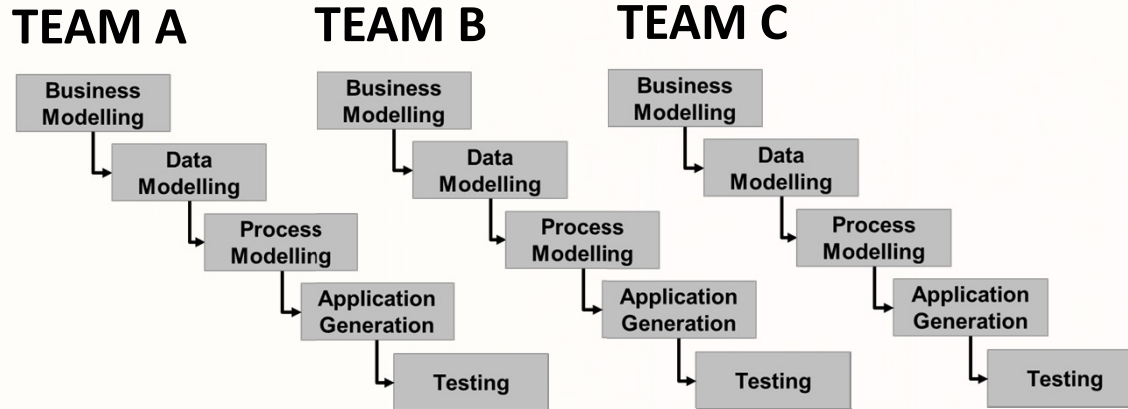 TEAM A
TEAM B
TEAM C
Business
Modelling
Data
Modelling
Process
Modelling
Application
Generation
Testing
Business
Modelling
Data
Modelling
Process
Modelling
Application
Generation
Testing
Business
Modelling
Data
Modelling
Process
Modelling
Application
Generation
Testing